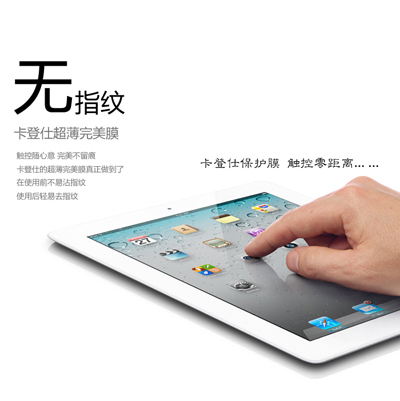 无指纹
卡登仕超薄完美膜
触控随心意 完美不留痕
卡登仕的超薄完美膜真正做到了
在使用前不易沾指纹
使用后轻易去指纹
卡登仕保护膜 触控零距离... ...
27